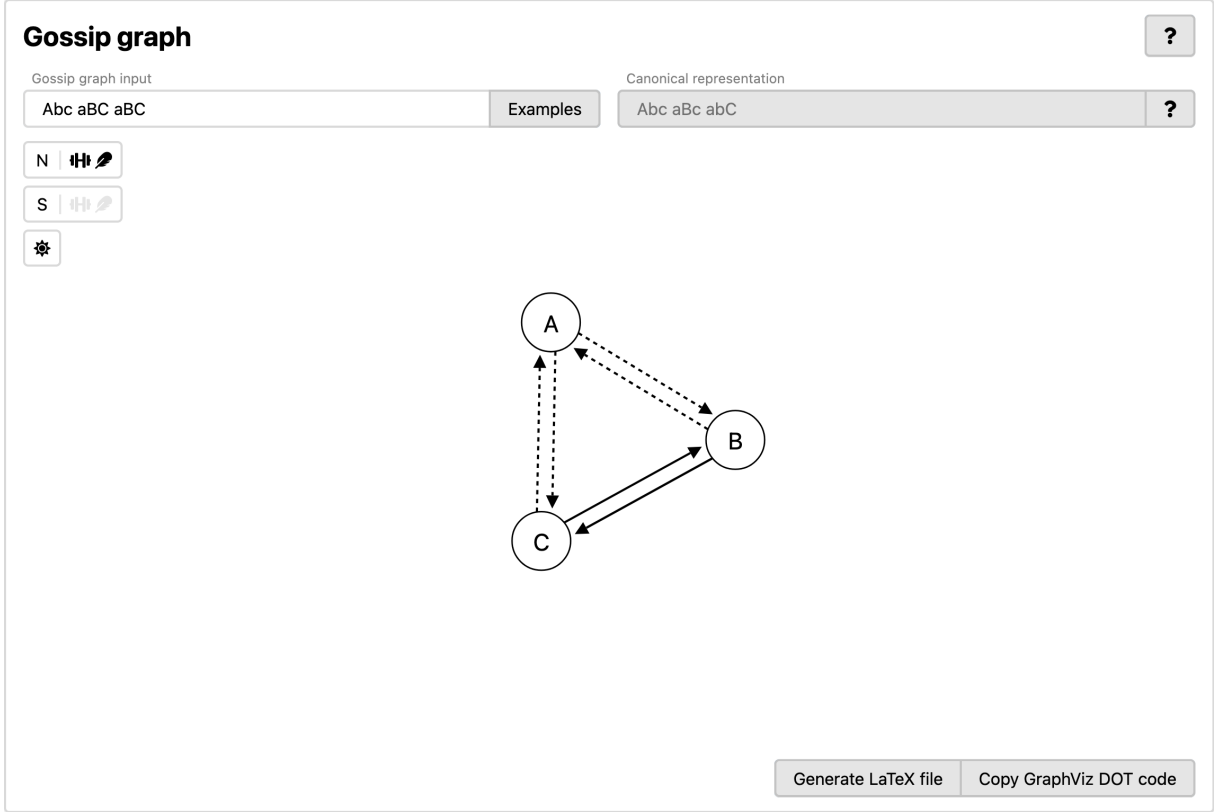 Gossip graph
?
Gossip graph input
Canonical representation
Abc aBC aBC
Examples
Abc aBc abC
?
N
S
A
B
C
Generate LaTeX file
Copy GraphViz DOT code